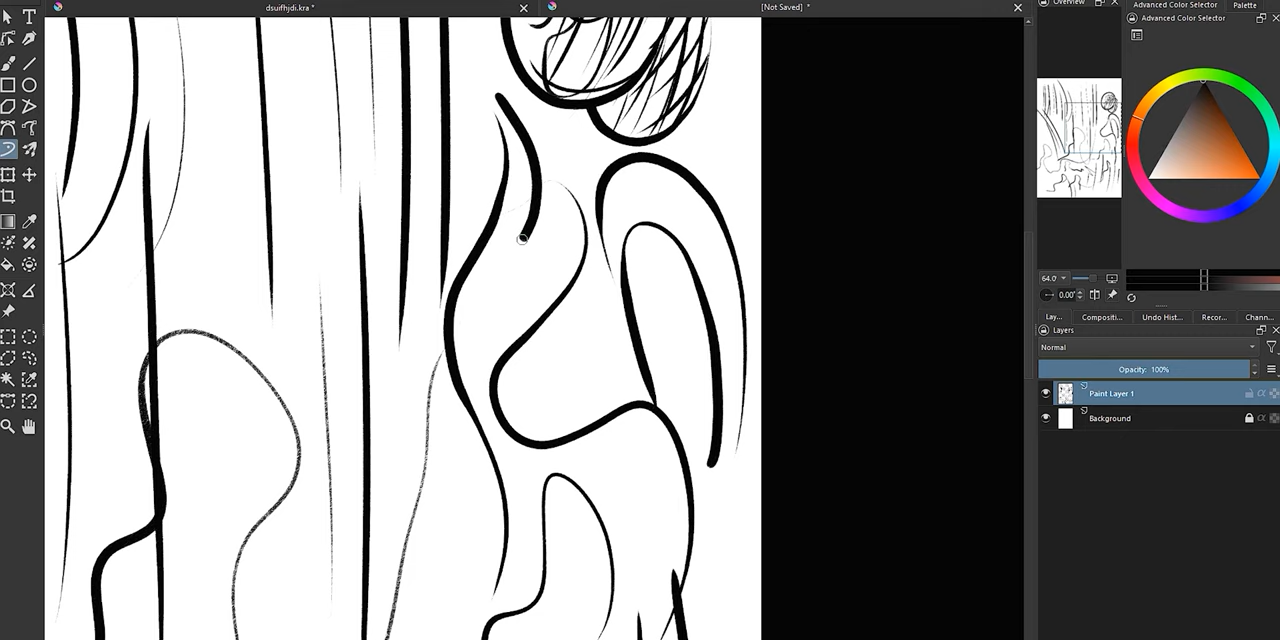 dsuifhjdi.kra *
[Not Saved] *
Overview
Advanced Color Selector
Palette
Advanced Color Selector
64.0
0.00°
Lay...
Compositi...
Undo Hist...
Recor...
Chann...
Layers
Normal
Opacity: 100%
Paint Layer 1
Background